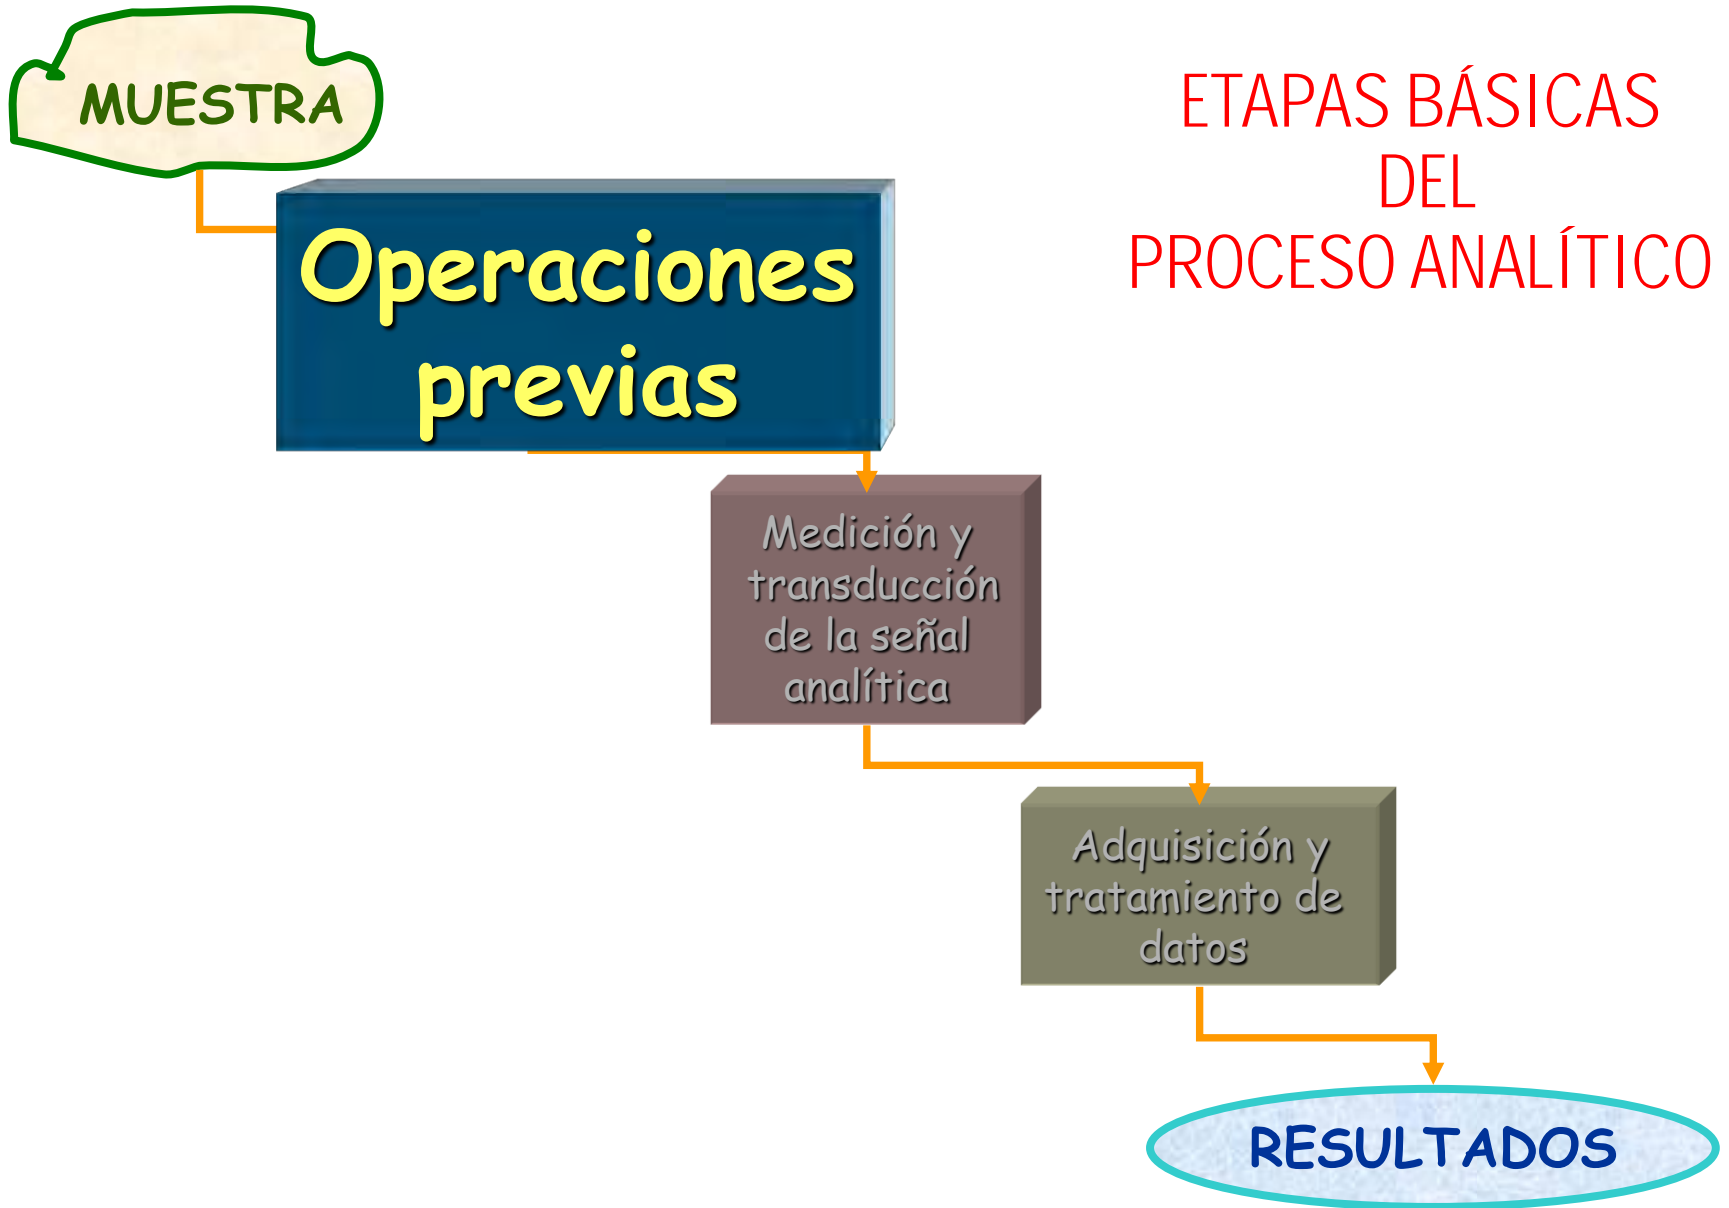 MUESTRA
ETAPAS BÁSICAS
DEL
PROCESO ANALÍTICO
Operaciones
previas
Medición y
transducción
de la señal
analítica
Adquisición y
tratamiento de
datos
RESULTADOS